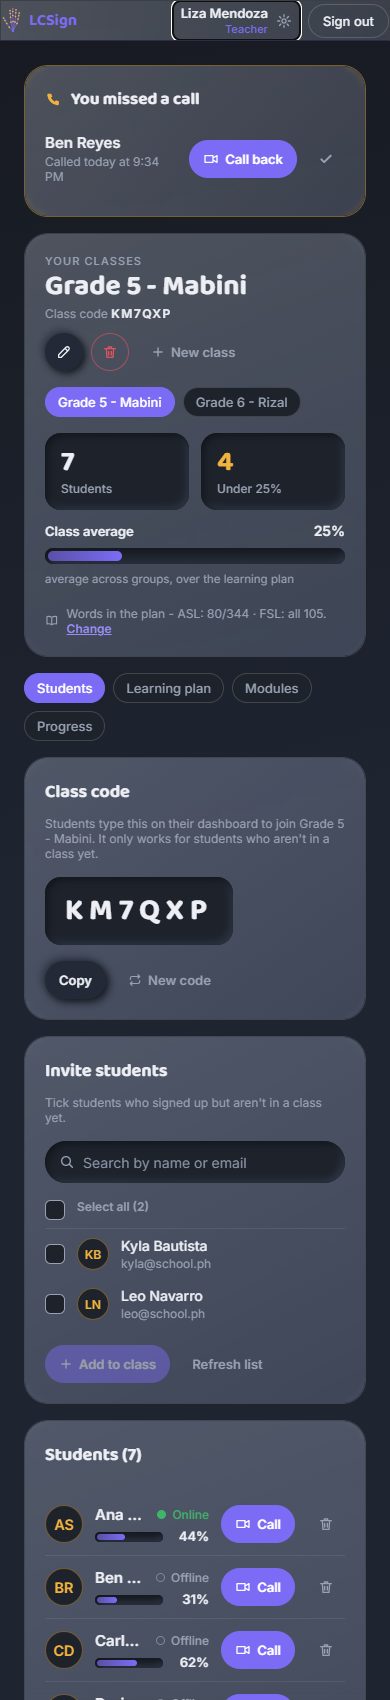 LCSign
Liza Mendoza
Teacher
Sign out
You missed a call
Ben Reyes
Called today at 9:34
PM
Call back
YOUR CLASSES
Grade 5 - Mabini
Class code KM7QXP
+ New class
Grade 5 - Mabini
Grade 6 - Rizal
7
Students
4
Under 25%
Class average
25%
average across groups, over the learning plan
Words in the plan - ASL: 80/344 · FSL: all 105.
Change
Students
Learning plan
Modules
Progress
Class code
Students type this on their dashboard to join Grade 5
- Mabini. It only works for students who aren't in a
class yet.
KM7QXP
Copy
New code
Invite students
Tick students who signed up but aren't in a class
yet.
Search by name or email
Select all (2)
KB
Kyla Bautista
kyla@school.ph
LN
Leo Navarro
leo@school.ph
+ Add to class
Refresh list
Students (7)
AS
Ana ...
Online
44%
Call
BR
Ben ...
Offline
31%
Call
CD
Carl...
Offline
62%
Call